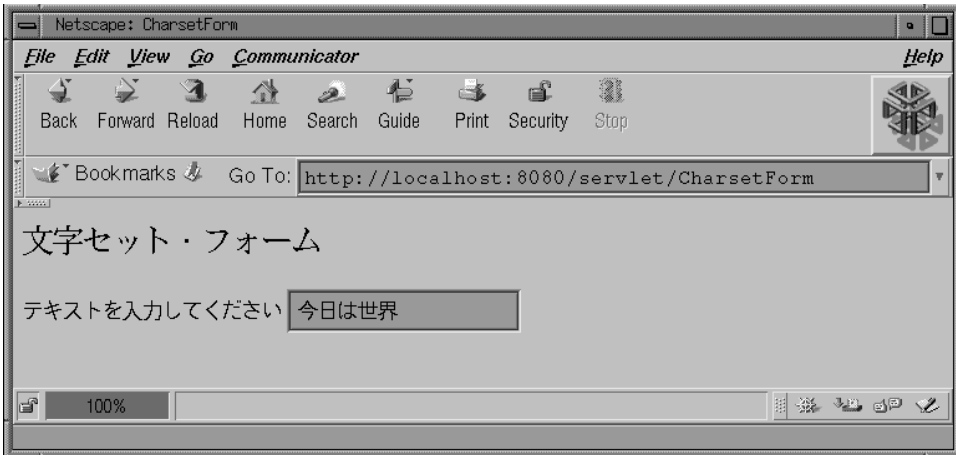 Netscape: CharsetForm
File Edit View Go Communicator Help
Back Forward Reload Home Search Guide Print Security Stop
Bookmarks Go To: http://localhost:8080/servlet/CharsetForm
文字セット・フォーム
テキストを入力してください 今日は世界
100%